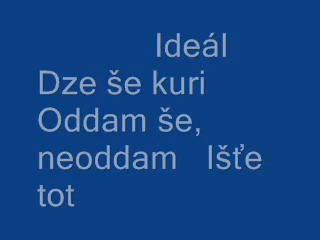 Ideál
Dze še kuri
Oddam še,
neoddam Išťe
tot